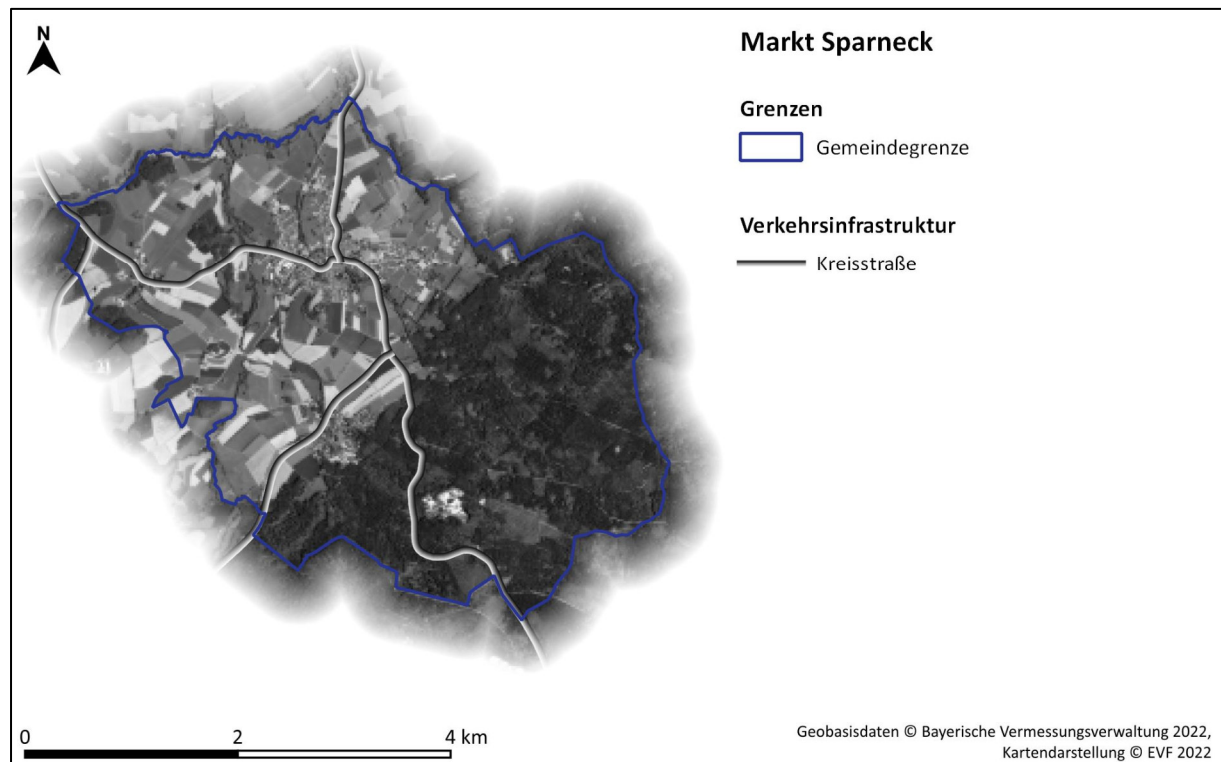 N
Markt Sparneck
Grenzen
Gemeindegrenze
Verkehrsinfrastruktur
Kreisstraße
0 2 4 km
Geobasisdaten © Bayerische Vermessungsverwaltung 2022,
Kartendarstellung © EVF 2022